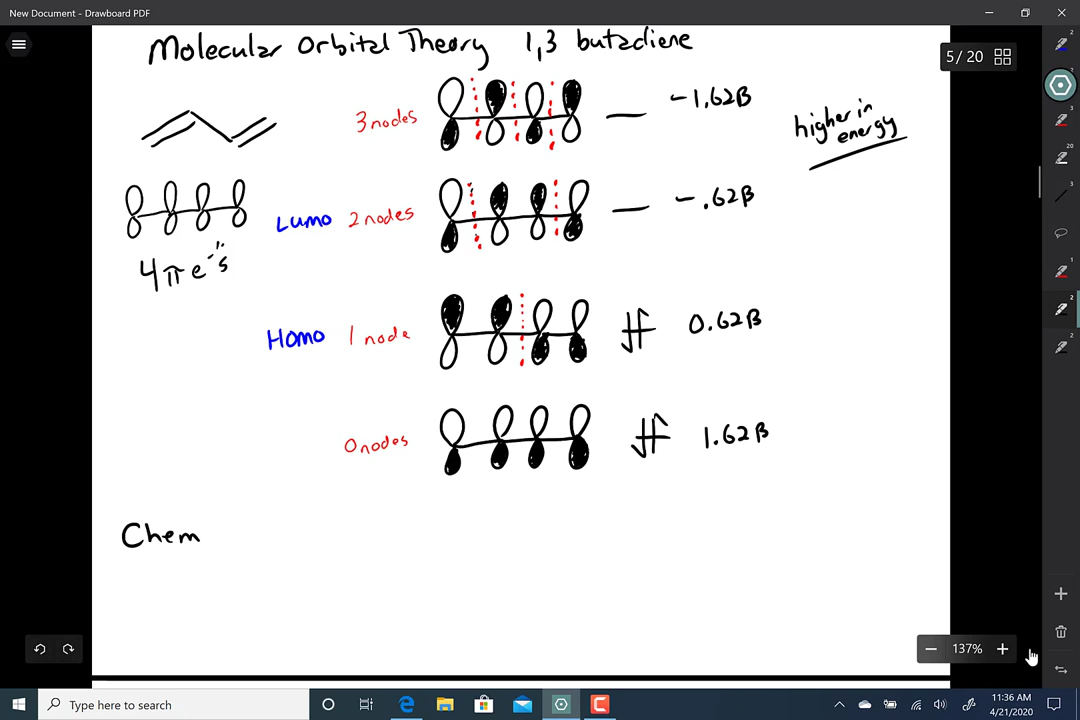 New Document - Drawboard PDF
Molecular Orbital Theory 1,3 butadiene
5 / 20
3 nodes
-1.62β
higher in
energy
Lumo 2 nodes
-.62β
4πe⁻'s
Homo 1 node
0.62β
0 nodes
1.62β
Chem
137%
Type here to search
11:36 AM
4/21/2020